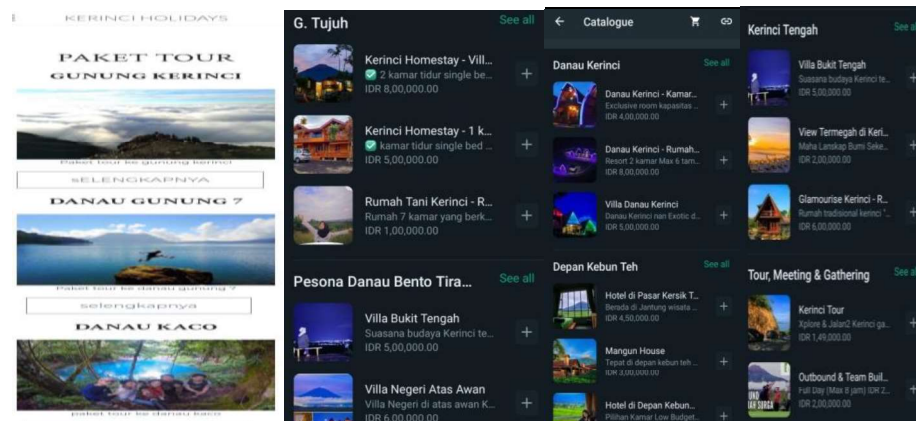 KERINCI HOLIDAYS
PAKET TOUR
GUNUNG KERINCI
Paket tour ke gunung kerinci
sELENGKAPNYA
DANAU GUNUNG 7
Paket tour ke danau gunung 7
selengkapnya
DANAU KACO
paket tour ke danau kaco
G. Tujuh
See all
Kerinci Homestay - Vill...
✅ 2 kamar tidur single be...
IDR 8,00,000.00
+
Kerinci Homestay - 1 k...
✅ kamar tidur single bed ...
IDR 5,00,000.00
+
Rumah Tani Kerinci - R...
Rumah 7 kamar yang berk...
IDR 1,00,000.00
+
Pesona Danau Bento Tira...
See all
Villa Bukit Tengah
Suasana budaya Kerinci te...
IDR 5,00,000.00
+
Villa Negeri Atas Awan
Villa Negeri di atas awan K...
IDR 6,00,000.00
+
Catalogue
Danau Kerinci
See all
Danau Kerinci - Kamar...
Exclusive room kapasitas ...
IDR 4,00,000.00
+
Danau Kerinci - Rumah...
Resort 2 kamar Max 6 tam...
IDR 8,00,000.00
+
Villa Danau Kerinci
Danau Kerinci nan Exotic d...
IDR 5,00,000.00
+
Depan Kebun Teh
See all
Hotel di Pasar Kersik T...
Berada di Jantung wisata ...
IDR 4,50,000.00
+
Mangun House
Tepat di depan kebun teh ...
IDR 3,00,000.00
+
Hotel di Depan Kebun...
Pilihan Kamar Low Budget...
+
Kerinci Tengah
See al
Villa Bukit Tengah
Suasana budaya Kerinci te...
IDR 5,00,000.00
+
View Termegah di Keri...
Maha Lanskap Bumi Seke...
IDR 2,00,000.00
+
Glamourise Kerinci - R...
Rumah tradisional kerinci "...
IDR 6,00,000.00
+
Tour, Meeting & Gathering
See al
Kerinci Tour
Xplore & Jalan2 Kerinci ga...
IDR 1,49,000.00
+
Outbound & Team Buil...
Full Day (Max 8 jam) IDR 2...
IDR 2,00,000.00
+